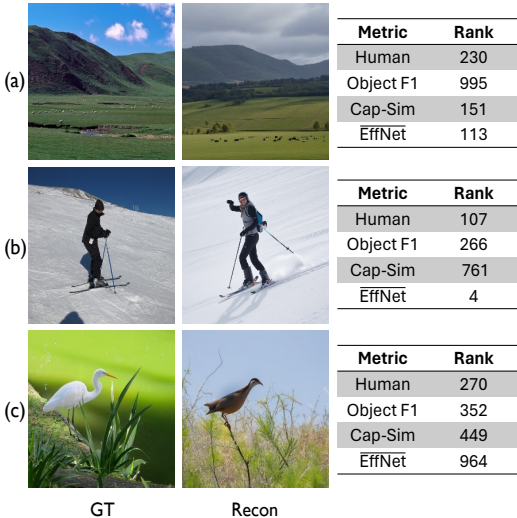 (a)
Metric Rank
Human 230
Object F1 995
Cap-Sim 151
EffNet 113
(b)
Metric Rank
Human 107
Object F1 266
Cap-Sim 761
EffNet 4
(c)
Metric Rank
Human 270
Object F1 352
Cap-Sim 449
EffNet 964
GT Recon